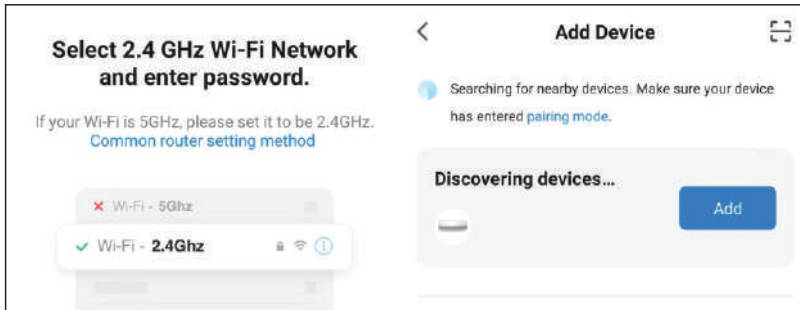 Select 2.4 GHz Wi-Fi Network
and enter password.
If your Wi-Fi is 5GHz, please set it to be 2.4GHz.
Common router setting method
Wi-Fi - 5Ghz
Wi-Fi - 2.4Ghz
Add Device
Searching for nearby devices. Make sure your device
has entered pairing mode.
Discovering devices...
Add